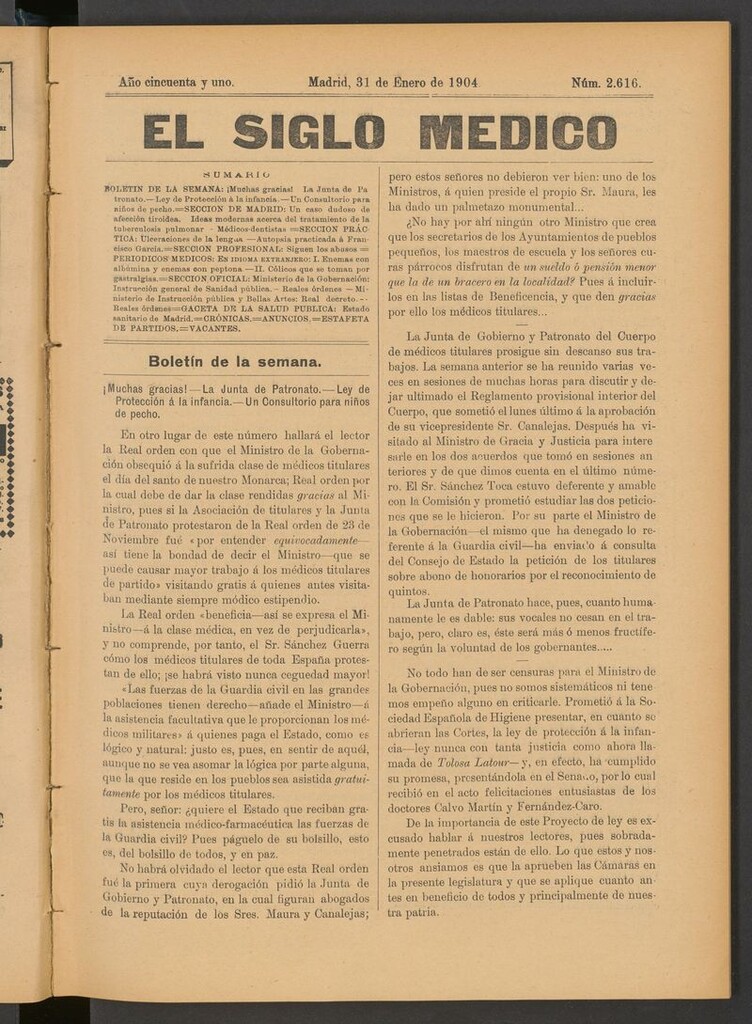 Año cincuenta y uno. Madrid, 31 de Enero de 1904 Núm. 2.616.
EL SIGLO MEDICO
SUMARIO
BOLETIN DE LA SEMANA: ¡Muchas gracias! La Junta de Pa
tronato.—Ley de Protección á la infancia.—Un Consultorio para
niños de pecho.=SECCION DE MADRID: Un caso dudoso de
afección tiroidea. Ideas modernas acerca del tratamiento de la
tuberculosis pulmonar - Médicos-dentistas =SECCION PRÁC-
TICA: Ulceraciones de la lengua —Autopsia practicada à Fran-
cisco García.=SECCION PROFESIONAL: Siguen los abusos =
PERIODICOS MEDICOS: EN IDIOMA EXTRANJERO: I. Enemas con
albúmina y enemas con peptona —II. Cólicos que se toman por
gastralgias.=SECCION OFICIAL: Ministerio de la Gobernación:
Instrucción general de Sanidad pública.- Reales órdenes —Mi-
nisterio de Instrucción pública y Bellas Artes: Real decreto.--
Reales órdenes=GACETA DE LA SALUD PUBLICA: Estado
sanitario de Madrid.=CRÓNICAS.=ANUNCIOS.=ESTAFETA
DE PARTIDOS.=VACANTES.
Boletín de la semana.
¡Muchas gracias!—La Junta de Patronato.—Ley de
Protección á la infancia.—Un Consultorio para niños
de pecho.
En otro lugar de este número hallará el lector
la Real orden con que el Ministro de la Goberna-
ción obsequió á la sufrida clase de médicos titulares
el día del santo de nuestro Monarca; Real orden por
la cual debe de dar la clase rendidas gracias al Mi-
nistro, pues si la Asociación de titulares y la Junta
de Patronato protestaron de la Real orden de 23 de
Noviembre fué «por entender equivocadamente—
así tiene la bondad de decir el Ministro—que se
puede causar mayor trabajo á los médicos titulares
de partido» visitando gratis á quienes antes visita-
ban mediante siempre módico estipendio.
La Real orden «beneficia—así se expresa el Mi-
nistro—á la clase médica, en vez de perjudicarla»,
y no comprende, por tanto, el Sr. Sánchez Guerra
cómo los médicos titulares de toda España protes-
tan de ello; ¡se habrá visto nunca ceguedad mayor!
«Las fuerzas de la Guardia civil en las grandes
poblaciones tienen derecho—añade el Ministro—á
la asistencia facultativa que le proporcionan los mé-
dicos militares» á quienes paga el Estado, como es
lógico y natural: justo es, pues, en sentir de aquél,
aunque no se vea asomar la lógica por parte alguna,
que la que reside en los pueblos sea asistida gratui-
tamente por los médicos titulares.
Pero, señor: ¿quiere el Estado que reciban gra-
tis la asistencia médico-farmacéutica las fuerzas de
la Guardia civil? Pues páguelo de su bolsillo, esto
es, del bolsillo de todos, y en paz.
No habrá olvidado el lector que esta Real orden
fué la primera cuya derogación pidió la Junta de
Gobierno y Patronato, en la cual figuran abogados
de la reputación de los Sres. Maura y Canalejas;
pero estos señores no debieron ver bien: uno de los
Ministros, á quien preside el propio Sr. Maura, les
ha dado un palmetazo monumental...
¿No hay por ahí ningún otro Ministro que crea
que los secretarios de los Ayuntamientos de pueblos
pequeños, los maestros de escuela y los señores cu-
ras párrocos disfrutan de un sueldo ó pensión menor
que la de un bracero en la localidad? Pues á incluir-
los en las listas de Beneficencia, y que den gracias
por ello los médicos titulares...
La Junta de Gobierno y Patronato del Cuerpo
de médicos titulares prosigue sin descanso sus tra-
bajos. La semana anterior se ha reunido varias ve-
ces en sesiones de muchas horas para discutir y de-
jar ultimado el Reglamento provisional interior del
Cuerpo, que sometió el lunes último á la aprobación
de su vicepresidente Sr. Canalejas. Después ha vi-
sitado al Ministro de Gracia y Justicia para intere
sarle en los dos acuerdos que tomó en sesiones an
teriores y de que dimos cuenta en el último núme-
ro. El Sr. Sánchez Toca estuvo deferente y amable
con la Comisión y prometió estudiar las dos peticio-
nes que se le hicieron. Por su parte el Ministro de
la Gobernación—el mismo que ha denegado lo re-
ferente á la Guardia civil—ha enviado á consulta
del Consejo de Estado la petición de los titulares
sobre abono de honorarios por el reconocimiento de
quintos.
La Junta de Patronato hace, pues, cuanto huma-
namente le es dable: sus vocales no cesan en el tra-
bajo, pero, claro es, éste será más ó menos fructífe-
ro según la voluntad de los gobernantes.....
No todo han de ser censuras para el Ministro de
la Gobernación, pues no somos sistemáticos ni tene
mos empeño alguno en criticarle. Prometió á la So-
ciedad Española de Higiene presentar, en cuanto se
abrieran las Cortes, la ley de protección á la infan-
cia—ley nunca con tanta justicia como ahora lla-
mada de Tolosa Latour—y, en efecto, ha cumplido
su promesa, presentándola en el Senado, por lo cual
recibió en el acto felicitaciones entusiastas de los
doctores Calvo Martín y Fernández-Caro.
De la importancia de este Proyecto de ley es ex-
cusado hablar á nuestros lectores, pues sobrada-
mente penetrados están de ello. Lo que estos y nos-
otros ansiamos es que la aprueben las Cámaras en
la presente legislatura y que se aplique cuanto an-
tes en beneficio de todos y principalmente de nues-
tra patria.